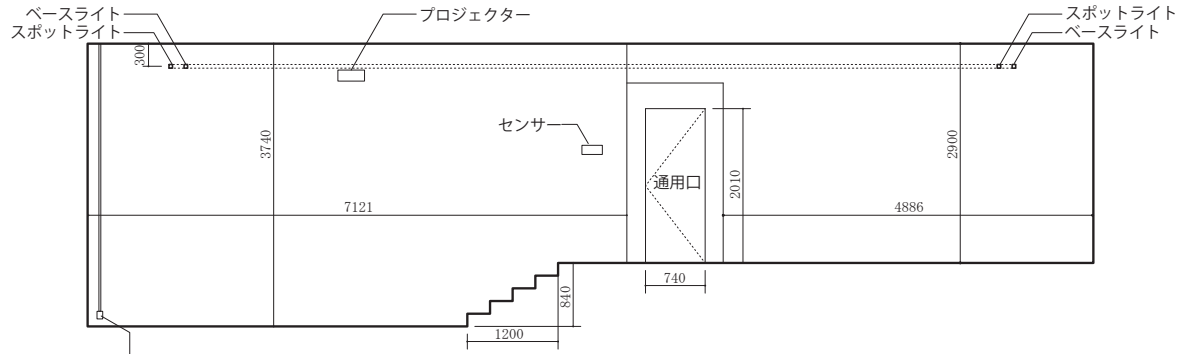 ベースライト
スポットライト
プロジェクター
スポットライト
ベースライト
300
センサー
3740
2900
通用口
2010
7121
4886
740
840
1200